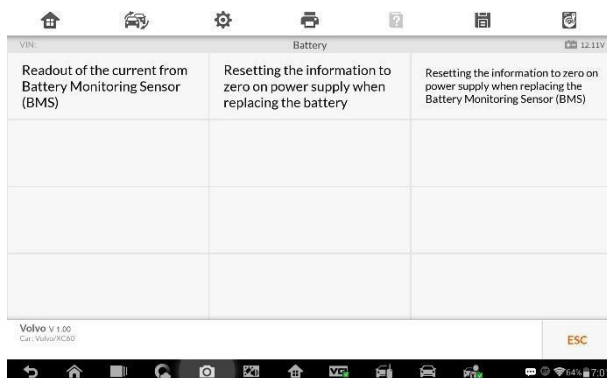 VIN:
Battery
12.11V
Readout of the current from
Battery Monitoring Sensor
(BMS)
Resetting the information to
zero on power supply when
replacing the battery
Resetting the information to zero on
power supply when replacing the
Battery Monitoring Sensor (BMS)
Volvo V 1.00
Car: Volvo/XC60
ESC
64%